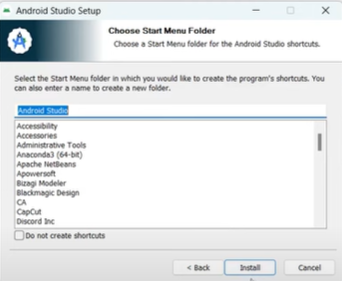 Android Studio Setup
Choose Start Menu Folder
Choose a Start Menu folder for the Android Studio shortcuts.
Select the Start Menu folder in which you would like to create the program's shortcuts. You
can also enter a name to create a new folder.
Android Studio
Accessibility
Accessories
Administrative Tools
Anaconda3 (64-bit)
Apache NetBeans
Apowersoft
Bizagi Modeler
Blackmagic Design
CA
CapCut
Discord Inc
Do not create shortcuts
< Back
Install
Cancel